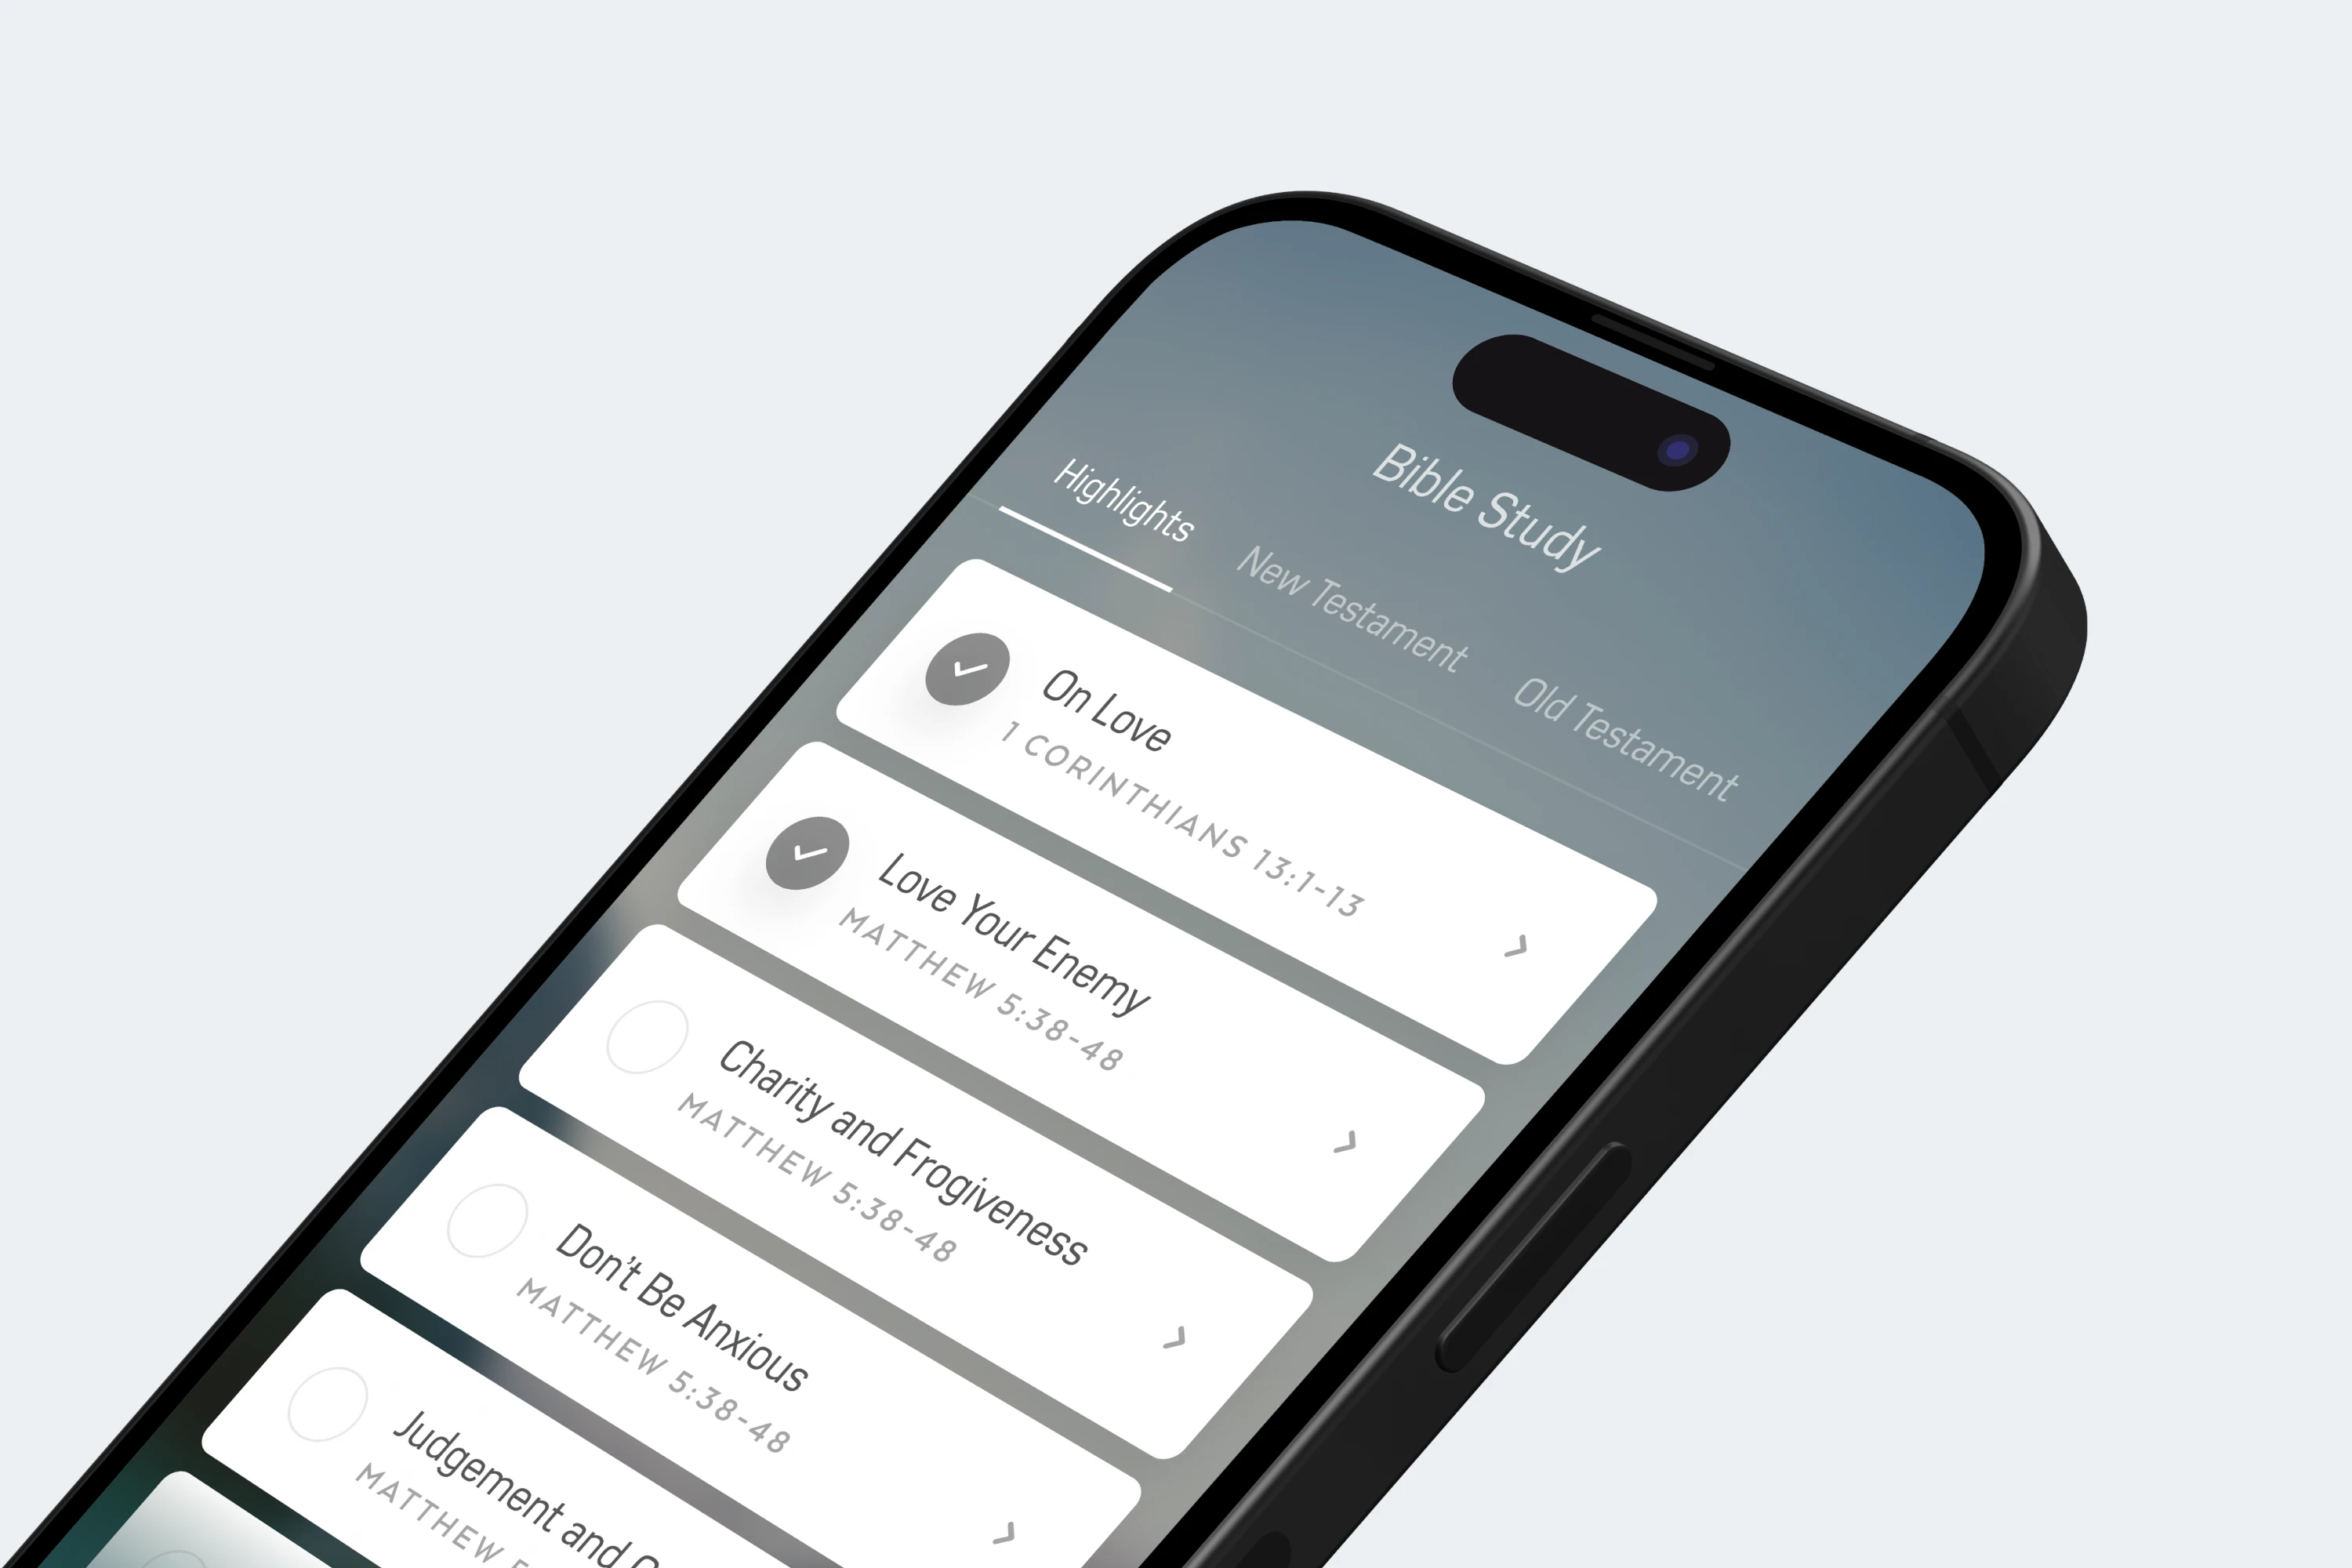 Bible Study
Highlights
New Testament
Old Testament
On Love
1 CORINTHIANS 13:1-13
Love Your Enemy
MATTHEW 5:38-48
Charity and Frogiveness
MATTHEW 5:38-48
Don't Be Anxious
MATTHEW 5:38-48
Judgement and
MATTHEW